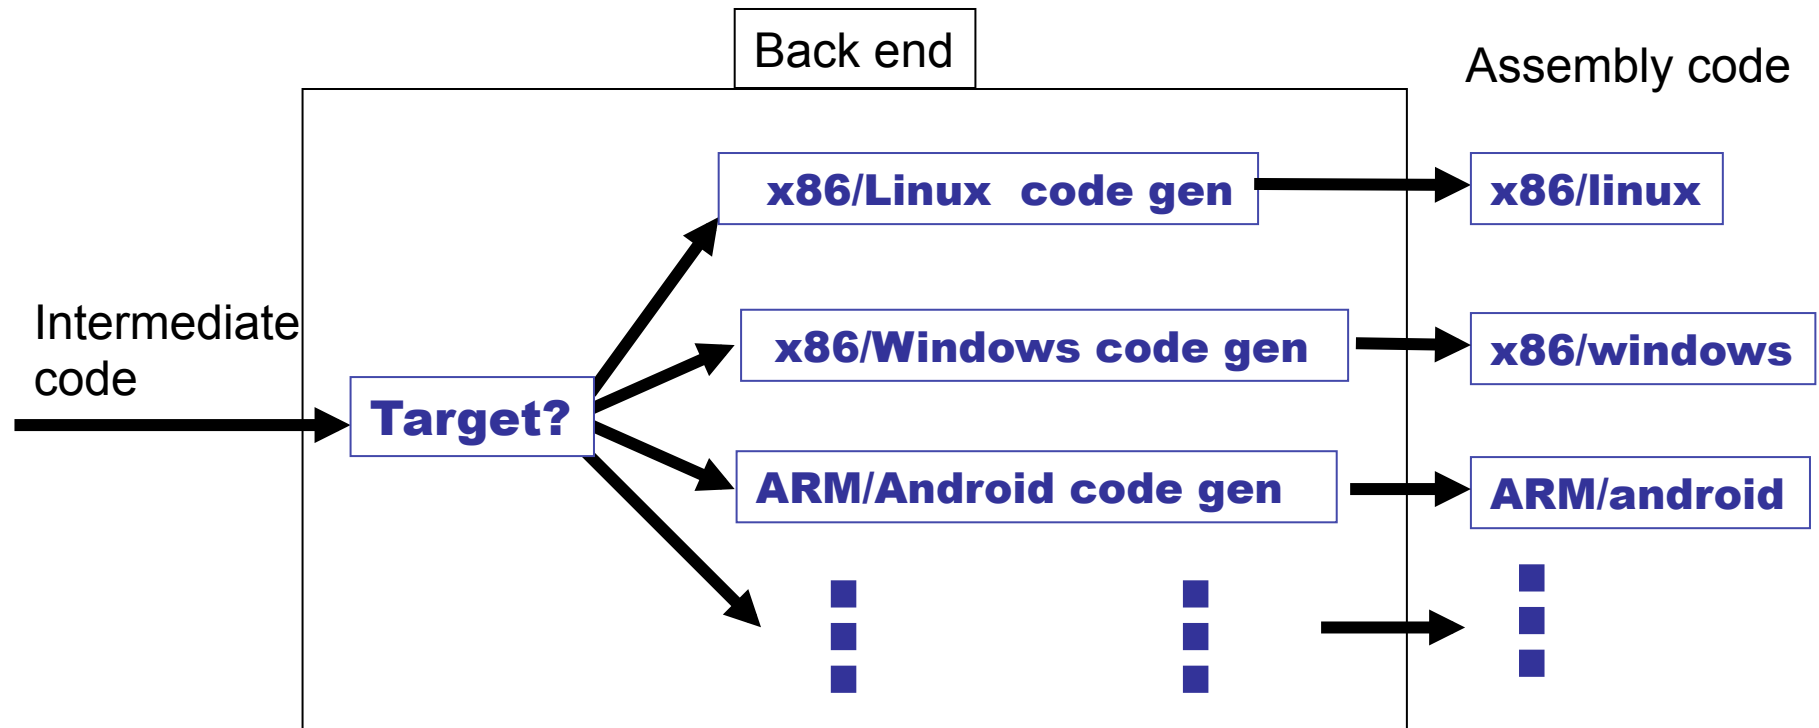 Back end
Assembly code
x86/Linux code gen
x86/linux
Intermediate
code
x86/Windows code gen
x86/windows
Target?
ARM/Android code gen
ARM/android